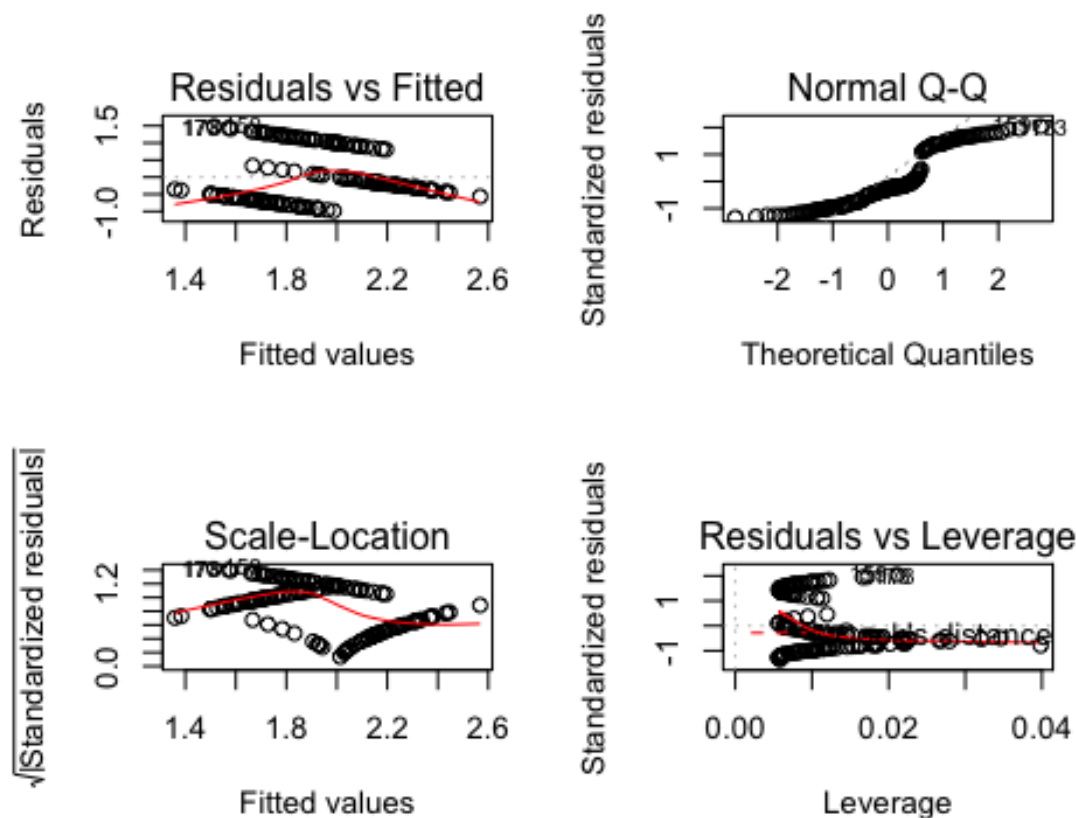 Residuals vs Fitted
Residuals
1.5
-1.0
1.4 1.8 2.2 2.6
Fitted values
Normal Q-Q
Standardized residuals
1
-1
-2 -1 0 1 2
Theoretical Quantiles
Scale-Location
√|Standardized residuals|
1.2
0.0
1.4 1.8 2.2 2.6
Fitted values
Residuals vs Leverage
Standardized residuals
1
-1
distance
0.00 0.02 0.04
Leverage